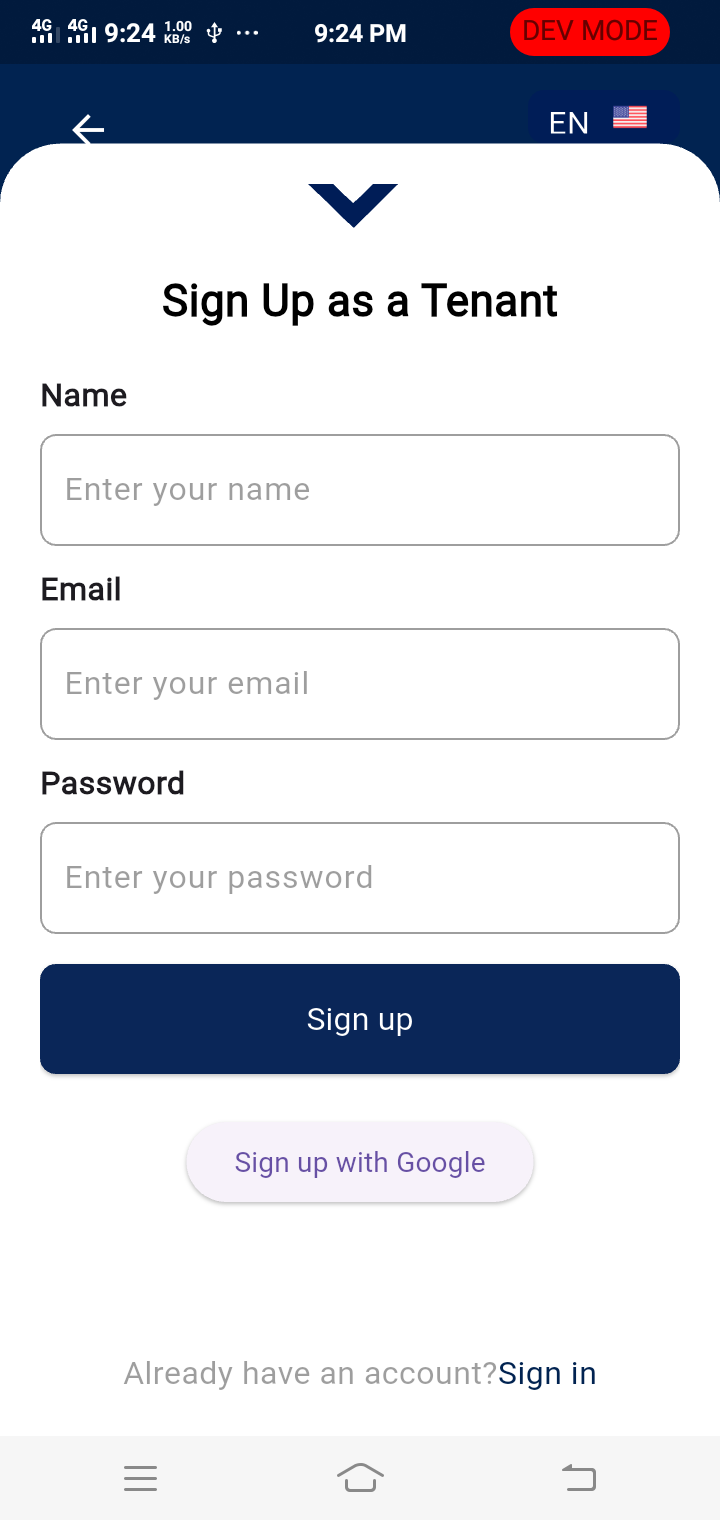 4G 4G 9:24 1.00 KB/s ... 9:24 PM DEV MODE
EN
Sign Up as a Tenant
Name
Enter your name
Email
Enter your email
Password
Enter your password
Sign up
Sign up with Google
Already have an account?Sign in